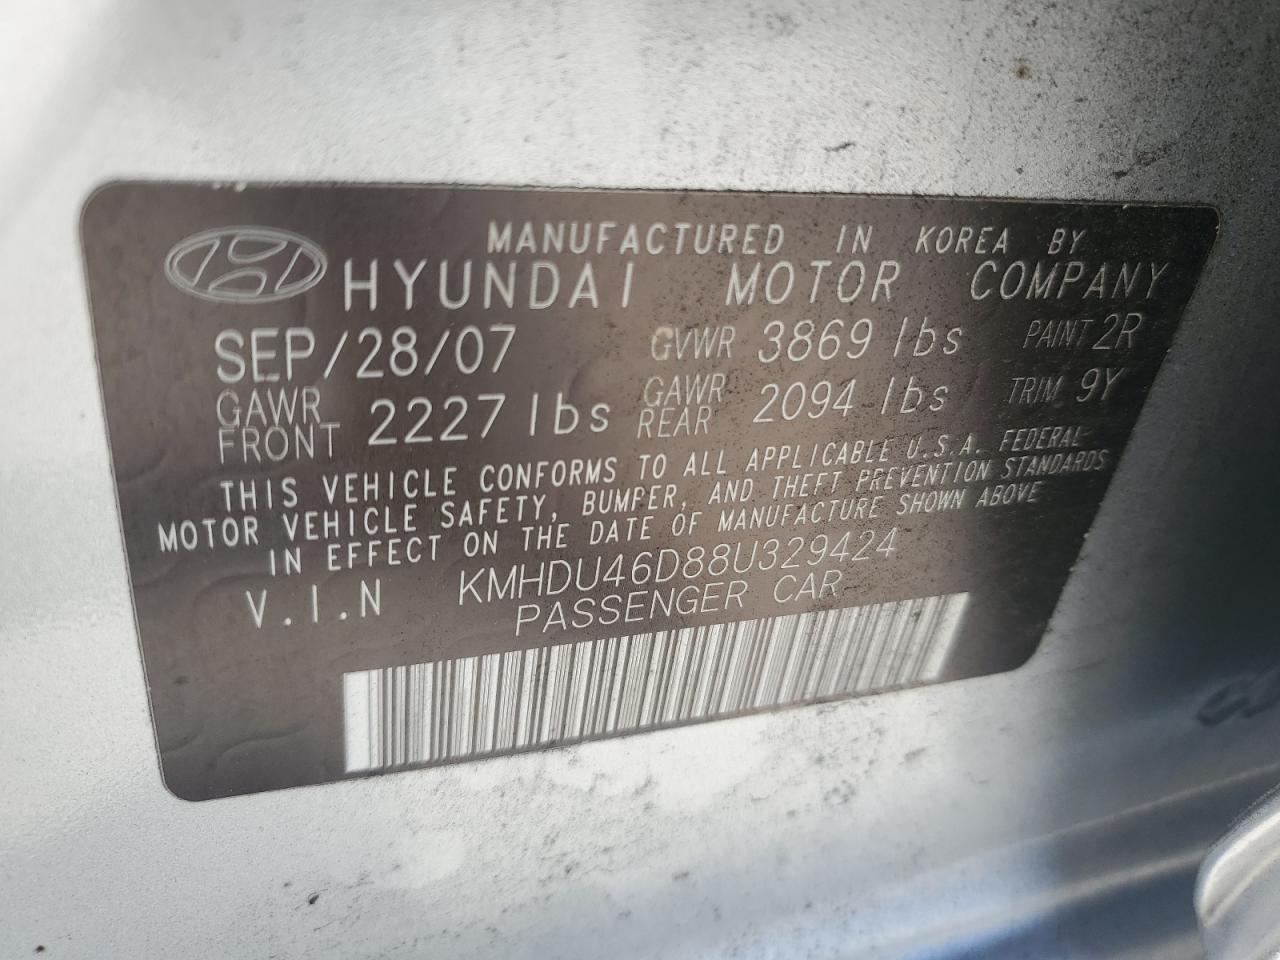 MANUFACTURED IN KOREA BY
HYUNDAI MOTOR COMPANY
SEP/28/07 GVWR 3869 lbs PAINT 2R
GAWR FRONT 2227 lbs GAWR REAR 2094 lbs TRIM 9Y
THIS VEHICLE CONFORMS TO ALL APPLICABLE U.S.A. FEDERAL
MOTOR VEHICLE SAFETY, BUMPER, AND THEFT PREVENTION STANDARDS
IN EFFECT ON THE DATE OF MANUFACTURE SHOWN ABOVE
V.I.N KMHDU46D88U329424
PASSENGER CAR